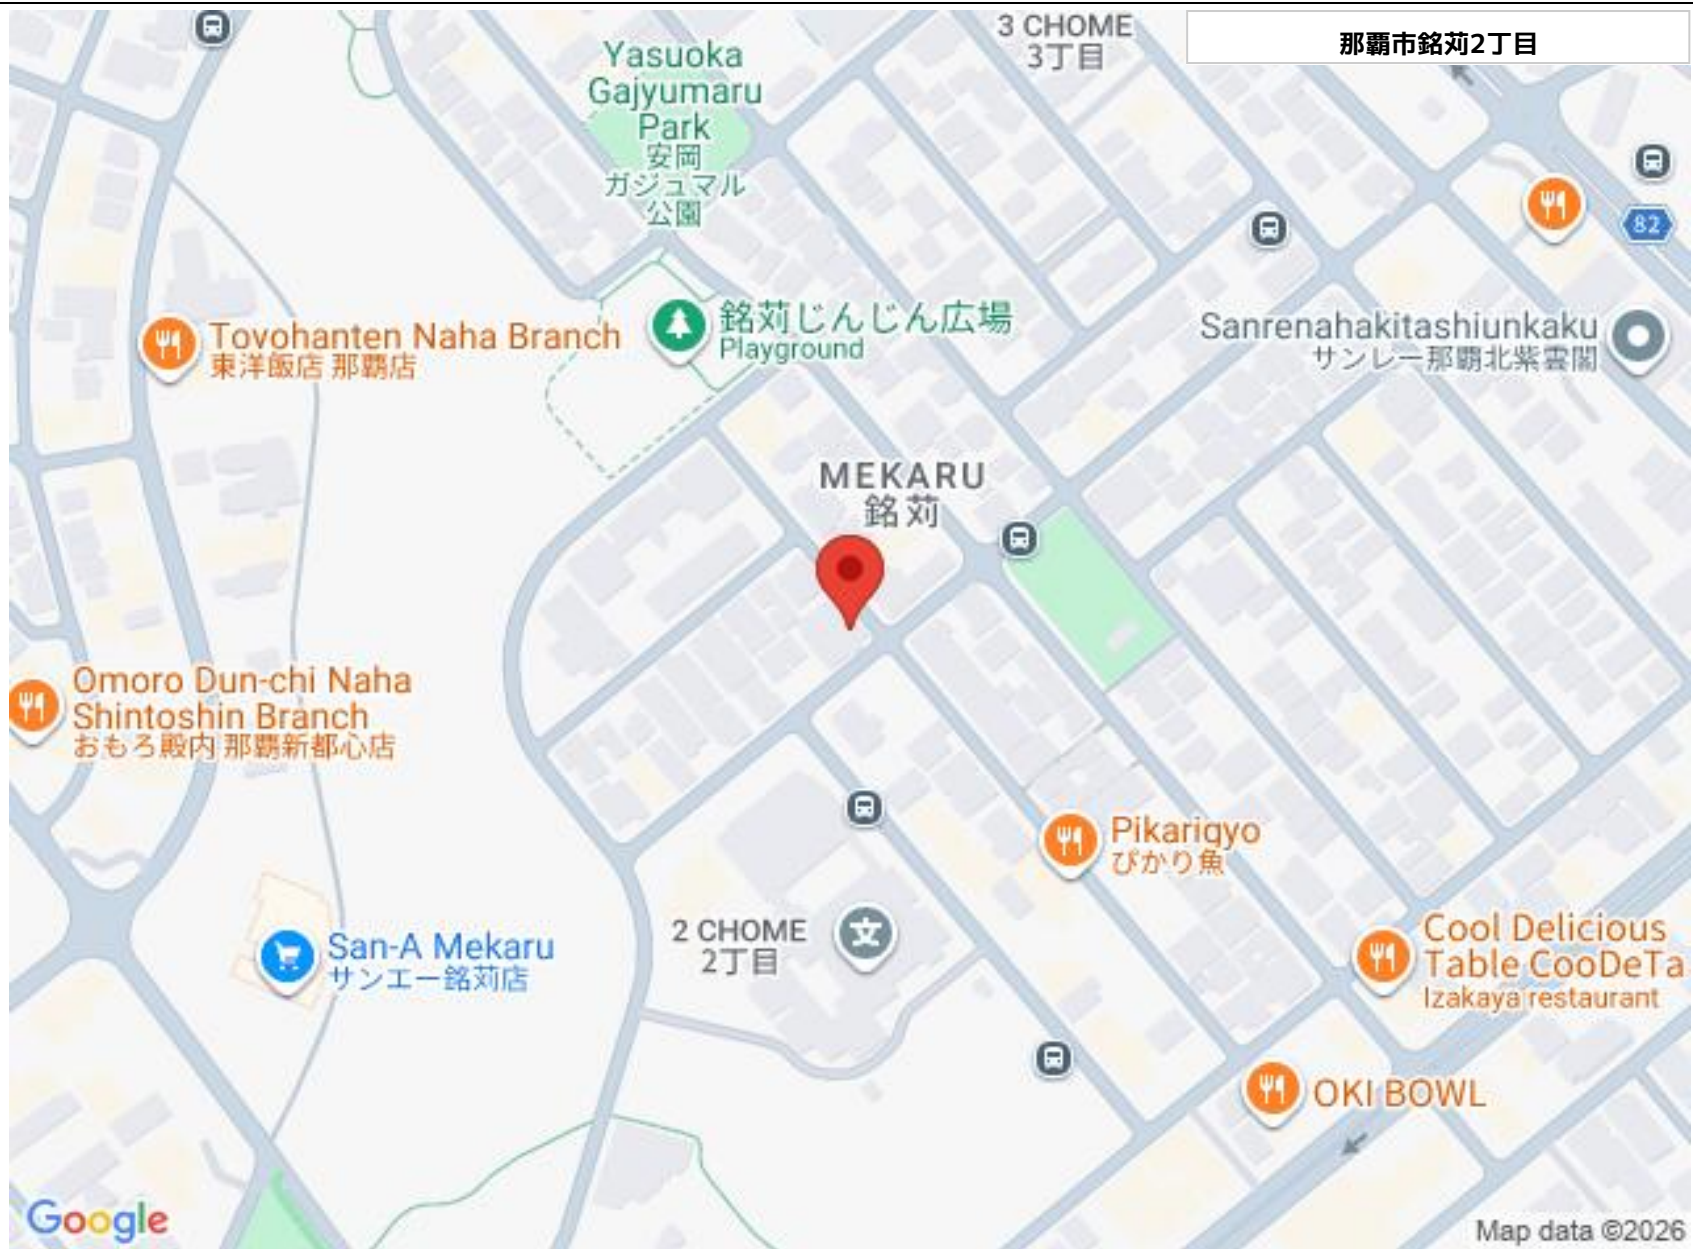 3 CHOME
3丁目
那覇市銘苅2丁目
Yasuoka
Gajyumaru
Park
安岡
ガジュマル
公園
82
Tovohanten Naha Branch
東洋飯店 那覇店
銘苅じんじん広場
Playground
Sanrenahakitashiunkaku
サンレー那覇北紫雲閣
MEKARU
銘苅
Omoro Dun-chi Naha
Shintoshin Branch
おもろ殿内 那覇新都心店
Pikarigyo
ぴかり魚
2 CHOME
2丁目
文
San-A Mekaru
サンエー銘苅店
Cool Delicious
Table CooDeTa
Izakaya restaurant
OKI BOWL
Google
Map data ©2026